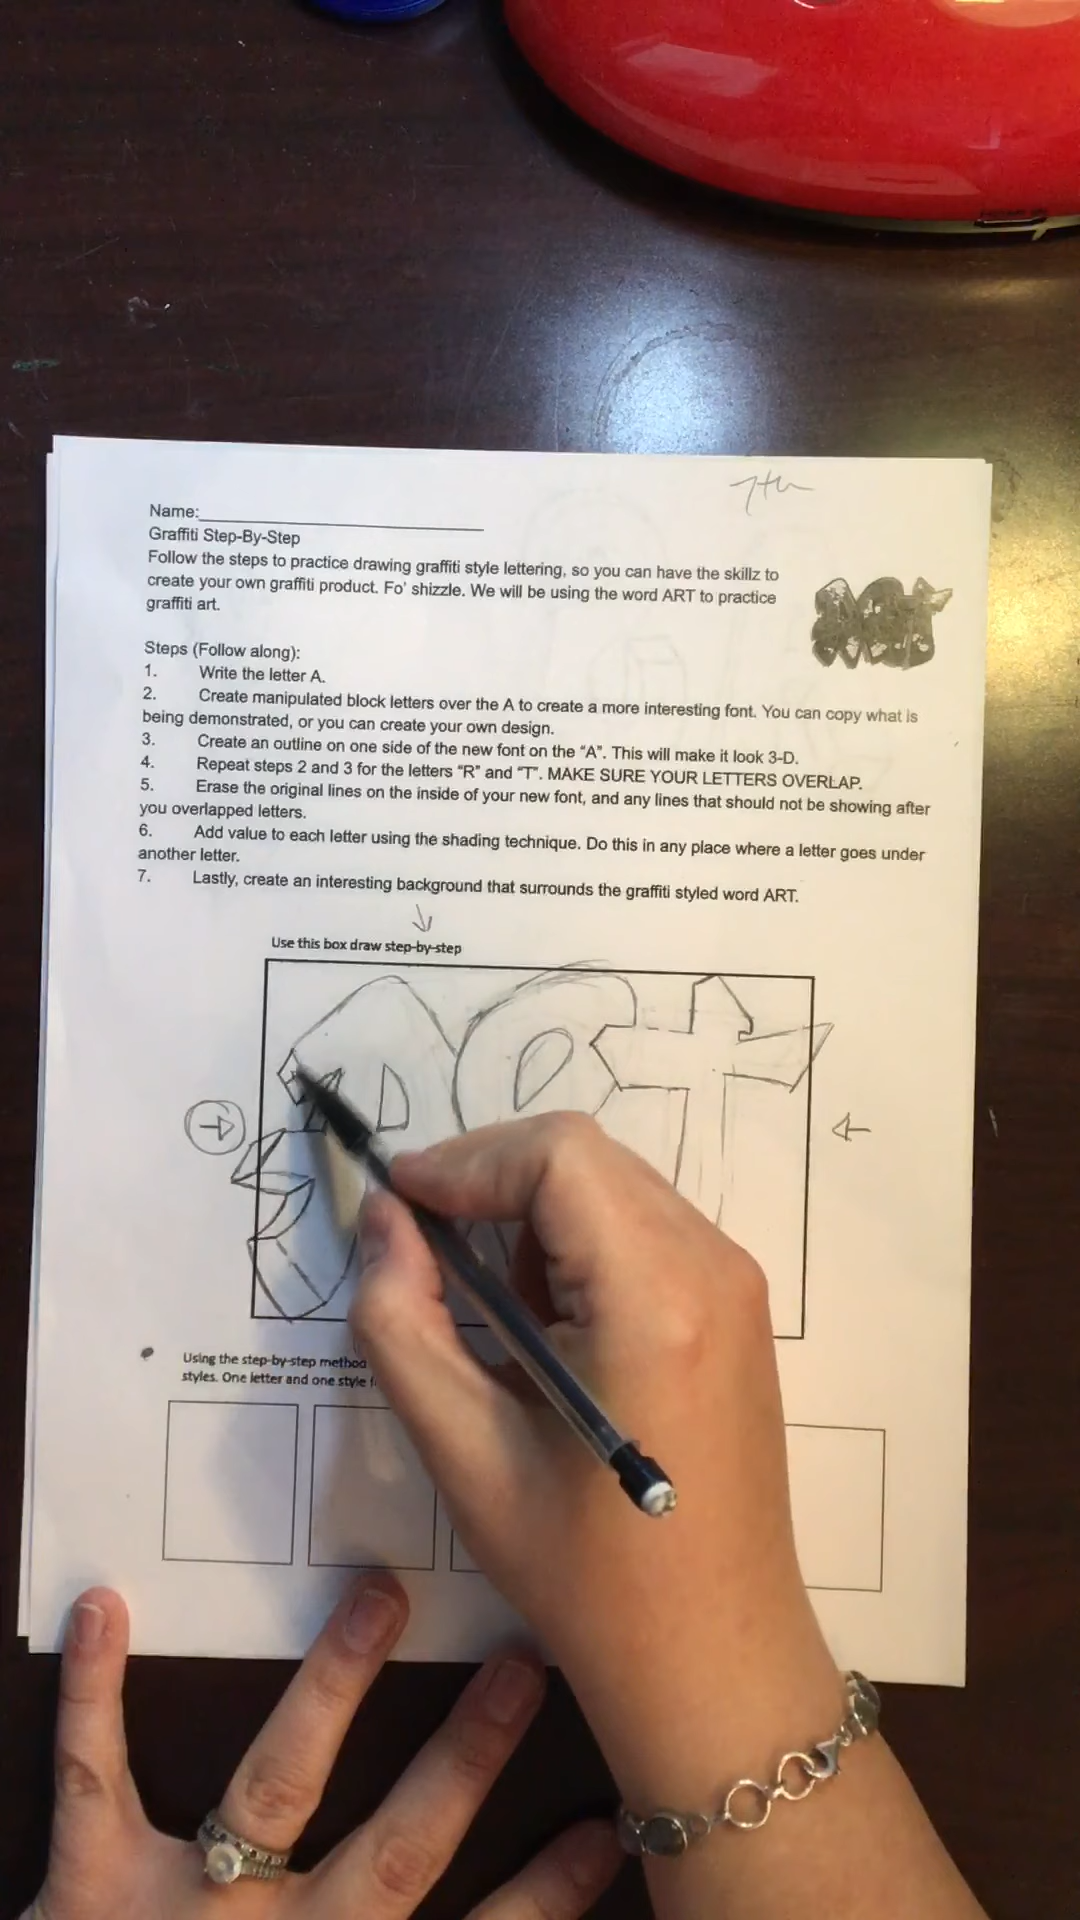 7th
Name:
Graffiti Step-By-Step
Follow the steps to practice drawing graffiti style lettering, so you can have the skillz to
create your own graffiti product. Fo' shizzle. We will be using the word ART to practice
graffiti art.
Steps (Follow along):
1. Write the letter A.
2. Create manipulated block letters over the A to create a more interesting font. You can copy what is
being demonstrated, or you can create your own design.
3. Create an outline on one side of the new font on the “A”. This will make it look 3-D.
4. Repeat steps 2 and 3 for the letters “R” and “T”. MAKE SURE YOUR LETTERS OVERLAP.
5. Erase the original lines on the inside of your new font, and any lines that should not be showing after
you overlapped letters.
6. Add value to each letter using the shading technique. Do this in any place where a letter goes under
another letter.
7. Lastly, create an interesting background that surrounds the graffiti styled word ART.
Use this box draw step-by-step
Using the step-by-step method
styles. One letter and one style